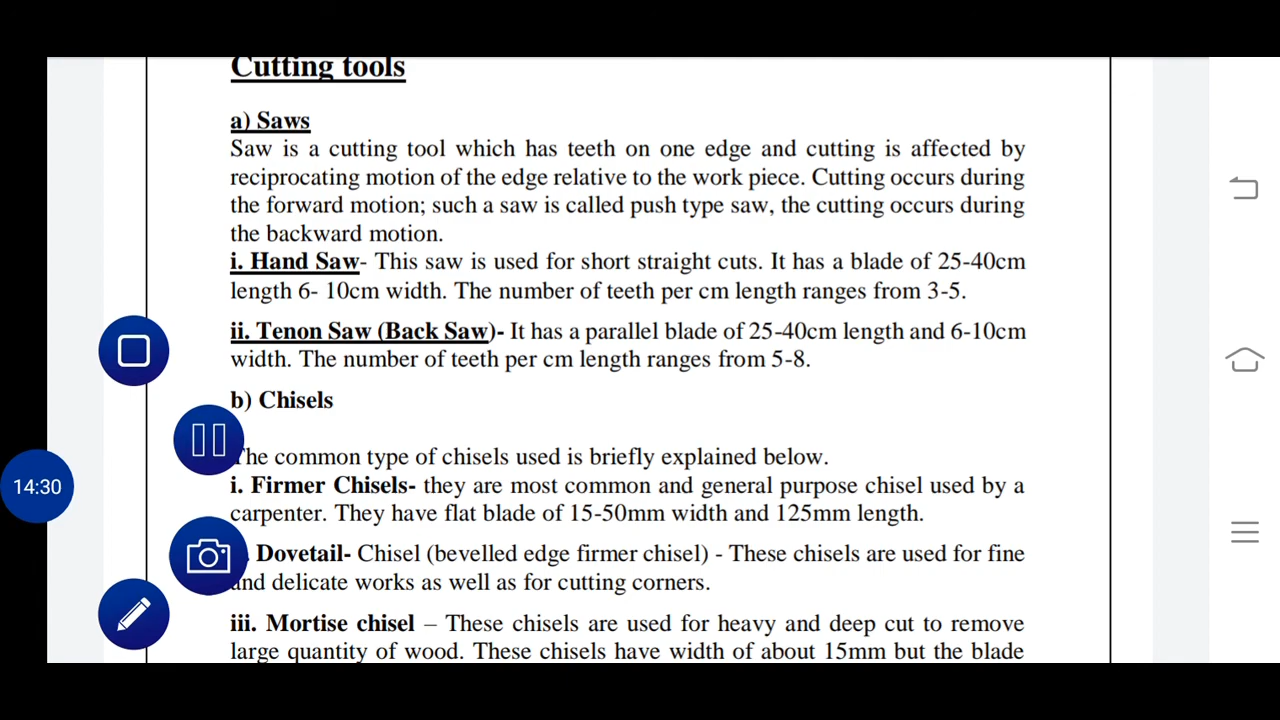 Cutting tools
a) Saws
Saw is a cutting tool which has teeth on one edge and cutting is affected by
reciprocating motion of the edge relative to the work piece. Cutting occurs during
the forward motion; such a saw is called push type saw, the cutting occurs during
the backward motion.
i. Hand Saw- This saw is used for short straight cuts. It has a blade of 25-40cm
length 6- 10cm width. The number of teeth per cm length ranges from 3-5.
ii. Tenon Saw (Back Saw)- It has a parallel blade of 25-40cm length and 6-10cm
width. The number of teeth per cm length ranges from 5-8.
b) Chisels
The common type of chisels used is briefly explained below.
i. Firmer Chisels- they are most common and general purpose chisel used by a
14:30
carpenter. They have flat blade of 15-50mm width and 125mm length.
Dovetail- Chisel (bevelled edge firmer chisel) - These chisels are used for fine
and delicate works as well as for cutting corners.
iii. Mortise chisel – These chisels are used for heavy and deep cut to remove
large quantity of wood. These chisels have width of about 15mm but the blade